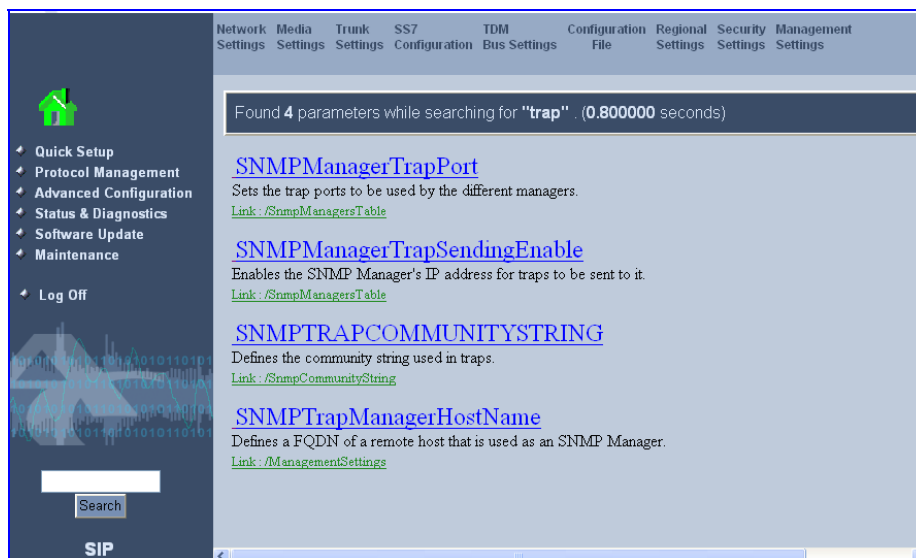 Network Settings Media Settings Trunk Settings SS7 Configuration TDM Bus Settings Configuration File Regional Settings Security Settings Management Settings
Quick Setup
Protocol Management
Advanced Configuration
Status & Diagnostics
Software Update
Maintenance
Log Off
Search
SIP
Found 4 parameters while searching for "trap" . (0.800000 seconds)
SNMPManagerTrapPort
Sets the trap ports to be used by the different managers.
Link : /SnmpManagersTable
SNMPManagerTrapSendingEnable
Enables the SNMP Manager's IP address for traps to be sent to it.
Link : /SnmpManagersTable
SNMPTRAPCOMMUNITYSTRING
Defines the community string used in traps.
Link : /SnmpCommunityString
SNMPTrapManagerHostName
Defines a FQDN of a remote host that is used as an SNMP Manager.
Link : /ManagementSettings